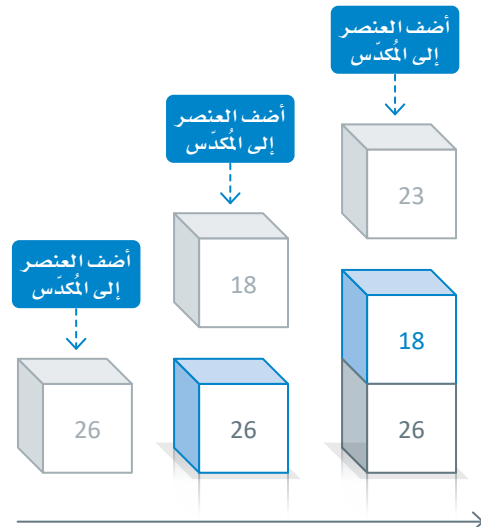 أضف العنصر
إلى المُكدّس
26
أضف العنصر
إلى المُكدّس
18
26
أضف العنصر
إلى المُكدّس
23
18
26